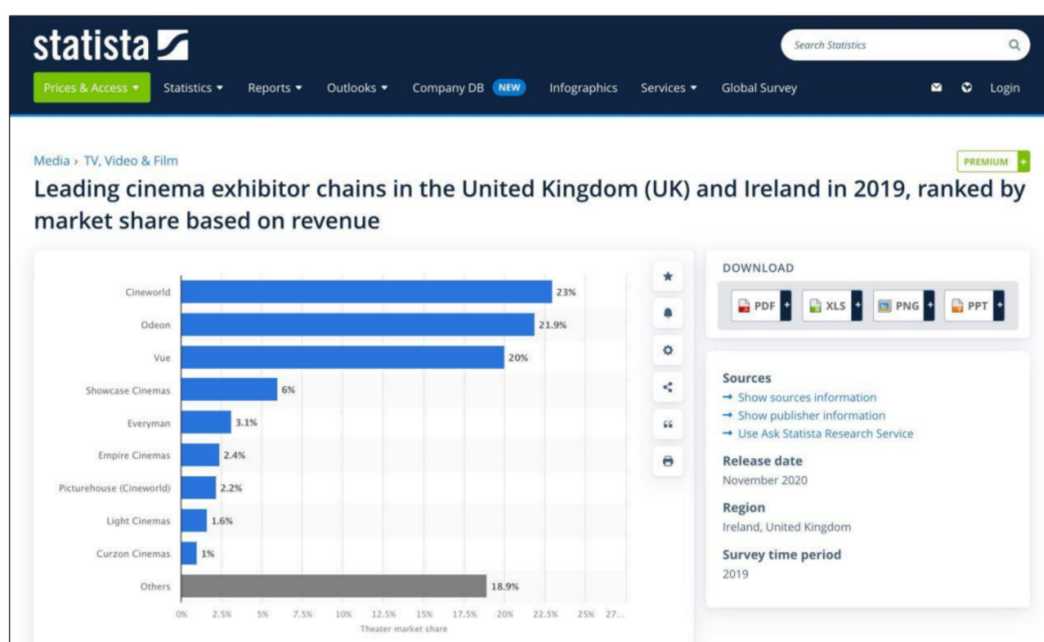 statista
Search Statistics
Prices & Access Statistics Reports Outlooks Company DB NEW Infographics Services Global Survey Login
Media › TV, Video & Film
PREMIUM +
Leading cinema exhibitor chains in the United Kingdom (UK) and Ireland in 2019, ranked by
market share based on revenue
Cineworld 23%
Odeon 21.9%
Vue 20%
Showcase Cinemas 6%
Everyman 3.1%
Empire Cinemas 2.4%
Picturehouse (Cineworld) 2.2%
Light Cinemas 1.6%
Curzon Cinemas 1%
Others 18.9%
0% 2.5% 5% 7.5% 10% 12.5% 15% 17.5% 20% 22.5% 25% 27...
Theater market share
DOWNLOAD
PDF + XLS + PNG + PPT +
Sources
→ Show sources information
→ Show publisher information
→ Use Ask Statista Research Service
Release date
November 2020
Region
Ireland, United Kingdom
Survey time period
2019